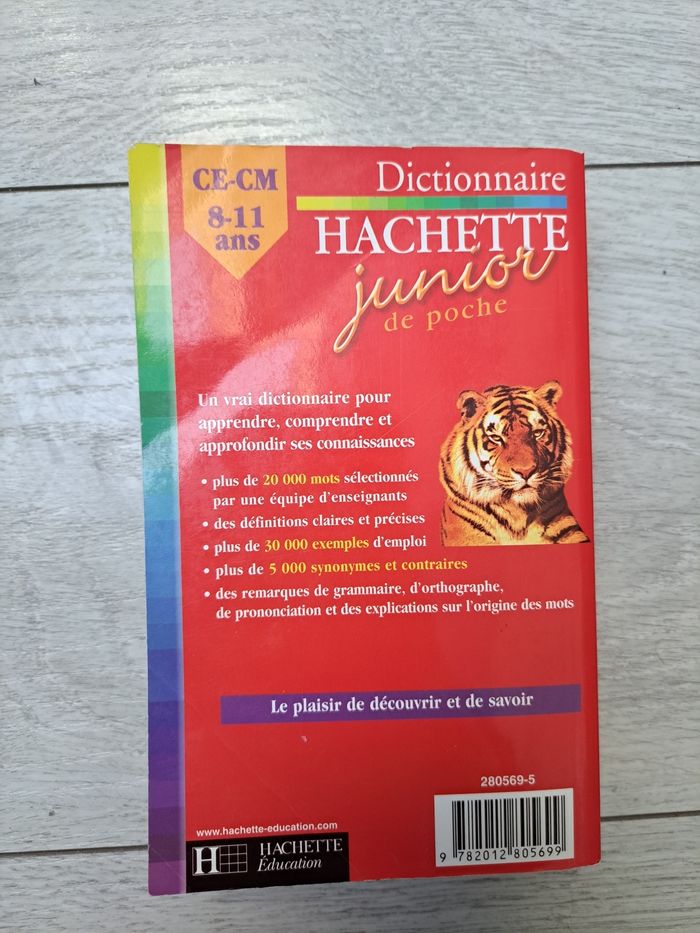 CE-CM
8-11
ans
Dictionnaire
HACHETTE
junior
de poche
Un vrai dictionnaire pour
apprendre, comprendre et
approfondir ses connaissances
• plus de 20 000 mots sélectionnés
par une équipe d'enseignants
• des définitions claires et précises
• plus de 30 000 exemples d'emploi
• plus de 5 000 synonymes et contraires
• des remarques de grammaire, d'orthographe,
de prononciation et des explications sur l'origine des mots
Le plaisir de découvrir et de savoir
280569-5
www.hachette-education.com
H HACHETTE
Éducation
9 782012 805699